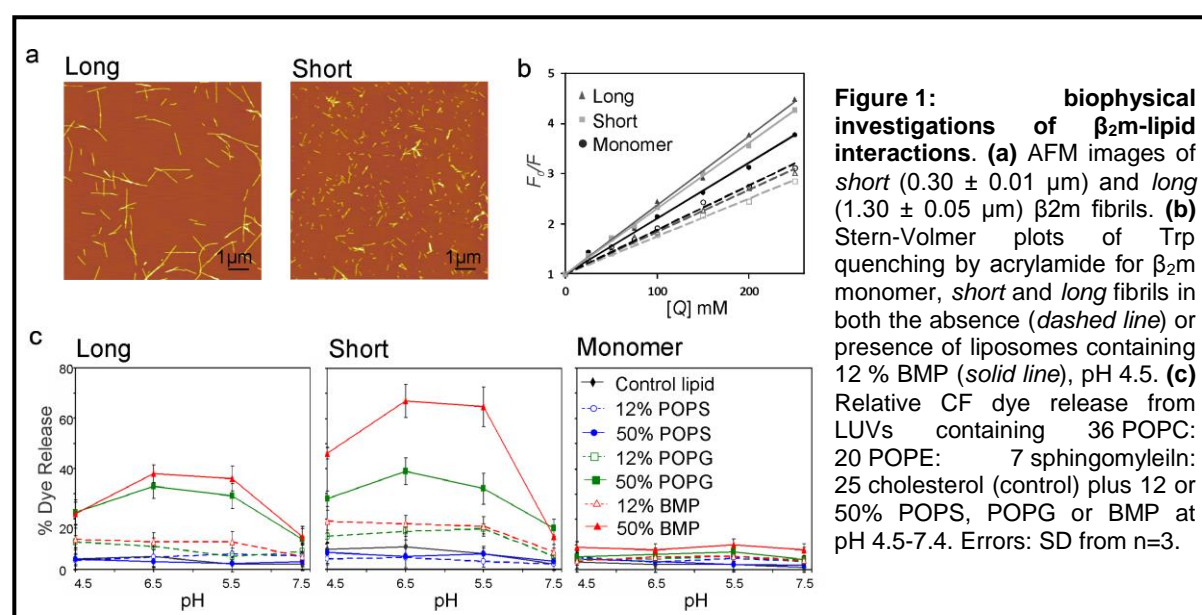 a
Long
Short
1µm
1µm
b
5
4
3
2
1
F₀/F
Long
Short
Monomer
0
100
200
[Q] mM
Figure 1: biophysical
investigations of β₂m-lipid
interactions. (a) AFM images of
short (0.30 ± 0.01 µm) and long
(1.30 ± 0.05 µm) β2m fibrils. (b)
Stern-Volmer plots of Trp
quenching by acrylamide for β₂m
monomer, short and long fibrils in
both the absence (dashed line) or
presence of liposomes containing
12 % BMP (solid line), pH 4.5. (c)
Relative CF dye release from
LUVs containing 36 POPC:
20 POPE: 7 sphingomyleiln:
25 cholesterol (control) plus 12 or
50% POPS, POPG or BMP at
pH 4.5-7.4. Errors: SD from n=3.
c
Long
Short
Monomer
80
60
40
20
0
% Dye Release
Control lipid
12% POPS
50% POPS
12% POPG
50% POPG
12% BMP
50% BMP
4.5 6.5 5.5 7.5
4.5 6.5 5.5 7.5
4.5 6.5 5.5 7.5
pH
pH
pH